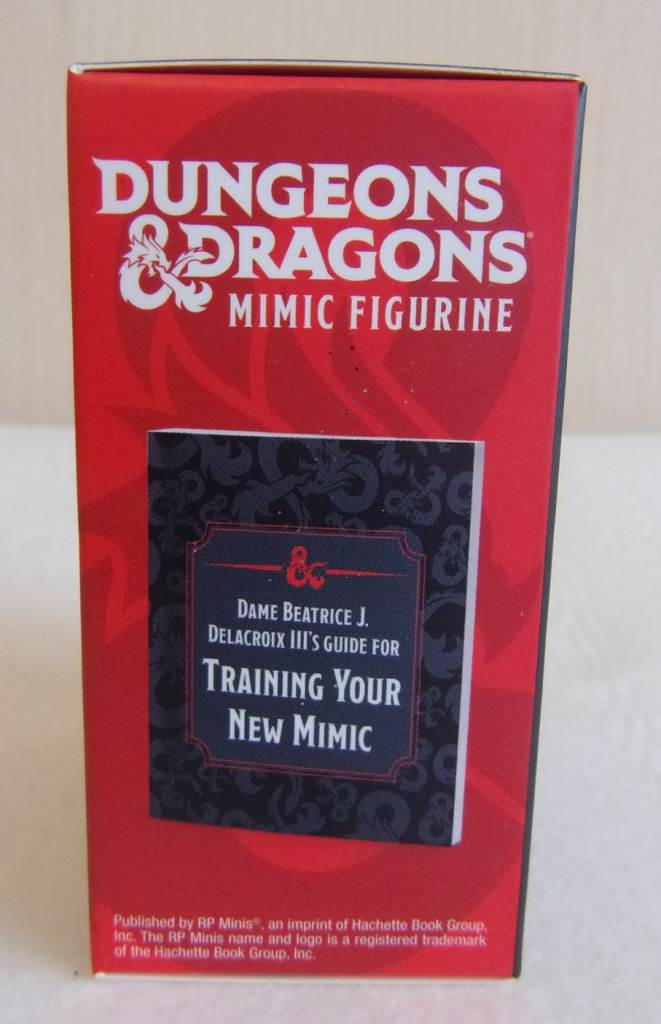 DUNGEONS
& DRAGONS®
MIMIC FIGURINE
&
DAME BEATRICE J.
DELACROIX III'S GUIDE FOR
TRAINING YOUR
NEW MIMIC
Published by RP Minis®, an imprint of Hachette Book Group,
Inc. The RP Minis name and logo is a registered trademark
of the Hachette Book Group, Inc.